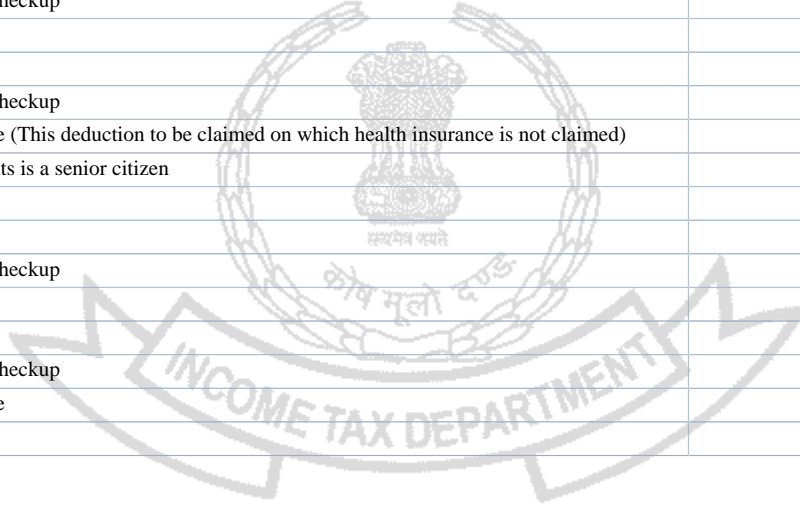 heckup
heckup
e (This deduction to be claimed on which health insurance is not claimed)
ts is a senior citizen
सत्यमेव जयते
heckup
कोष मूलो दण्डः
heckup
INCOME TAX DEPARTMENT
e